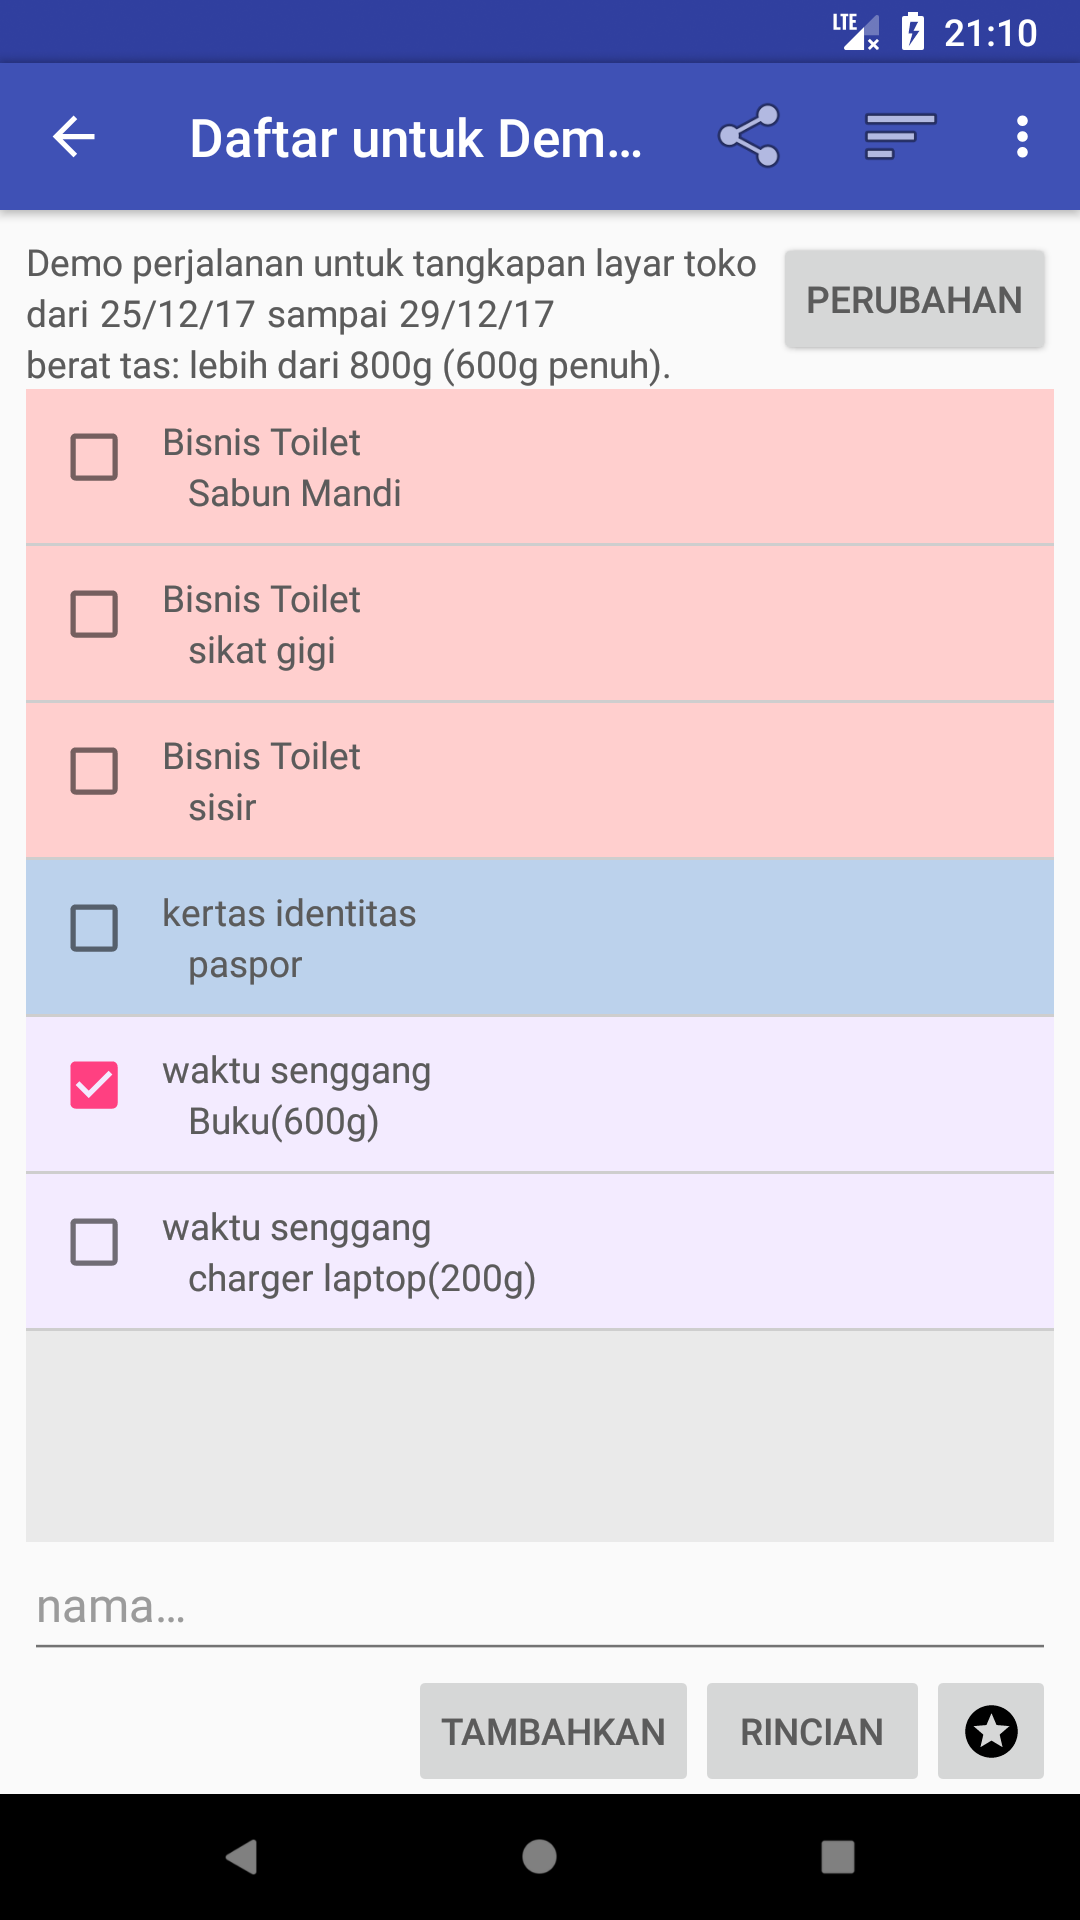 LTE 21:10
Daftar untuk Dem...
Demo perjalanan untuk tangkapan layar toko
dari 25/12/17 sampai 29/12/17
berat tas: lebih dari 800g (600g penuh).
PERUBAHAN
Bisnis Toilet
Sabun Mandi
Bisnis Toilet
sikat gigi
Bisnis Toilet
sisir
kertas identitas
paspor
waktu senggang
Buku(600g)
waktu senggang
charger laptop(200g)
nama...
TAMBAHKAN RINCIAN